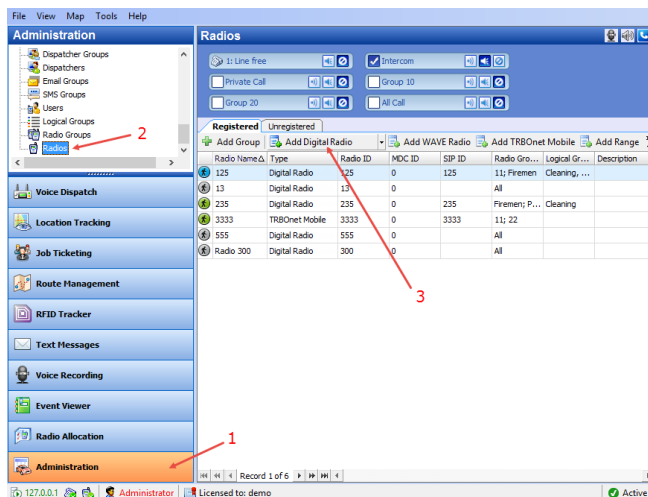 File View Map Tools Help
Administration
Radios
Dispatcher Groups
Dispatchers
Email Groups
SMS Groups
Users
Logical Groups
Radio Groups
Radios
2
1: Line free
Intercom
Private Call
Group 10
Group 20
All Call
Registered Unregistered
Add Group Add Digital Radio Add WAVE Radio Add TRBOnet Mobile Add Range
Radio Name Type Radio ID MDC ID SIP ID Radio Gro... Logical Gr... Description
125 Digital Radio 125 0 125 11; Firemen Cleaning, ...
13 Digital Radio 13 0 All
235 Digital Radio 235 0 235 Firemen; P... Cleaning
3333 TRBOnet Mobile 3333 0 3333 11; 22
555 Digital Radio 555 0 All
Radio 300 Digital Radio 300 0 All
3
Voice Dispatch
Location Tracking
Job Ticketing
Route Management
RFID Tracker
Text Messages
Voice Recording
Event Viewer
Radio Allocation
Administration
1
Record 1 of 6
127.0.0.1 Administrator Licensed to: demo Active